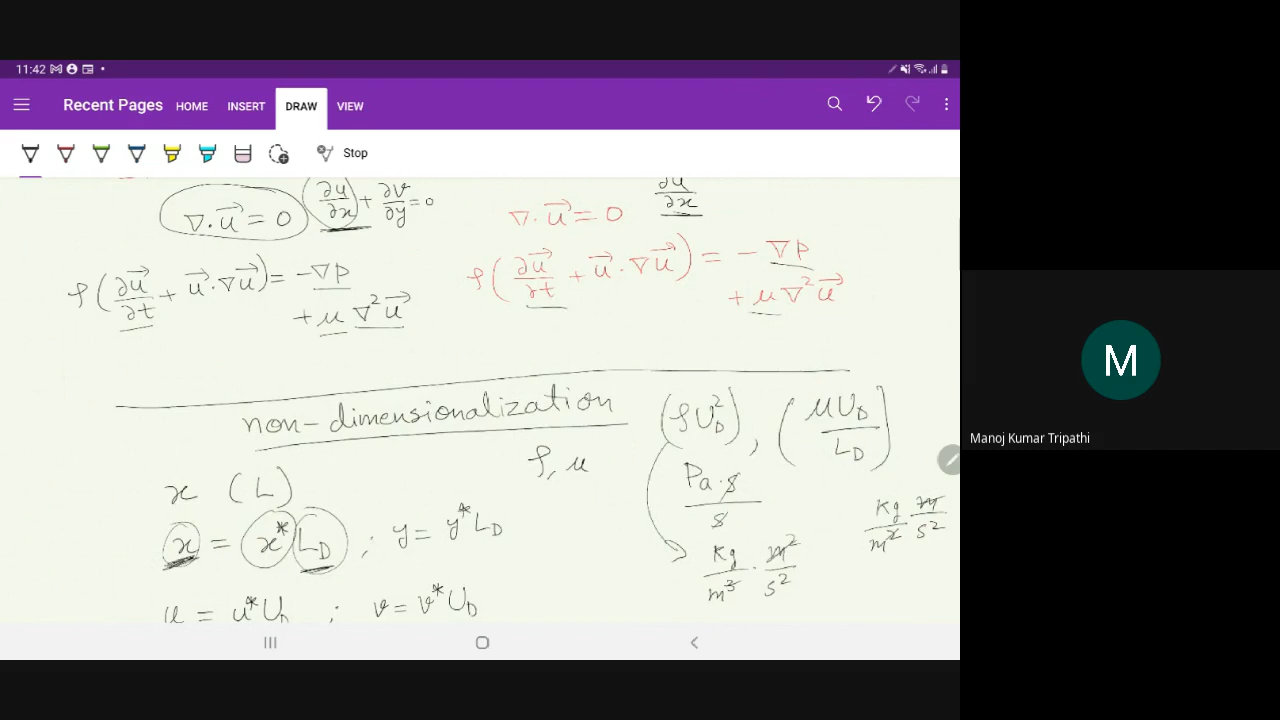 11:42
Recent Pages HOME INSERT DRAW VIEW
Stop
∇·u⃗ = 0 ∂u/∂x + ∂v/∂y = 0
ρ(∂u⃗/∂t + u⃗·∇u⃗) = -∇p
+ μ ∇²u⃗
∂u/∂x
∇·u⃗ = 0
ρ(∂u⃗/∂t + u⃗·∇u⃗) = - ∇p
+ μ ∇²u⃗
non-dimensionalization
ρ, μ
(ρU_D²), (μU_D/L_D)
Pa·s/s
Kg/m³ · m²/s²
Kg/m² m/s²
x (L)
x = x* L_D ; y = y* L_D
u = u* U_D ; v = v* U_D
M
Manoj Kumar Tripathi